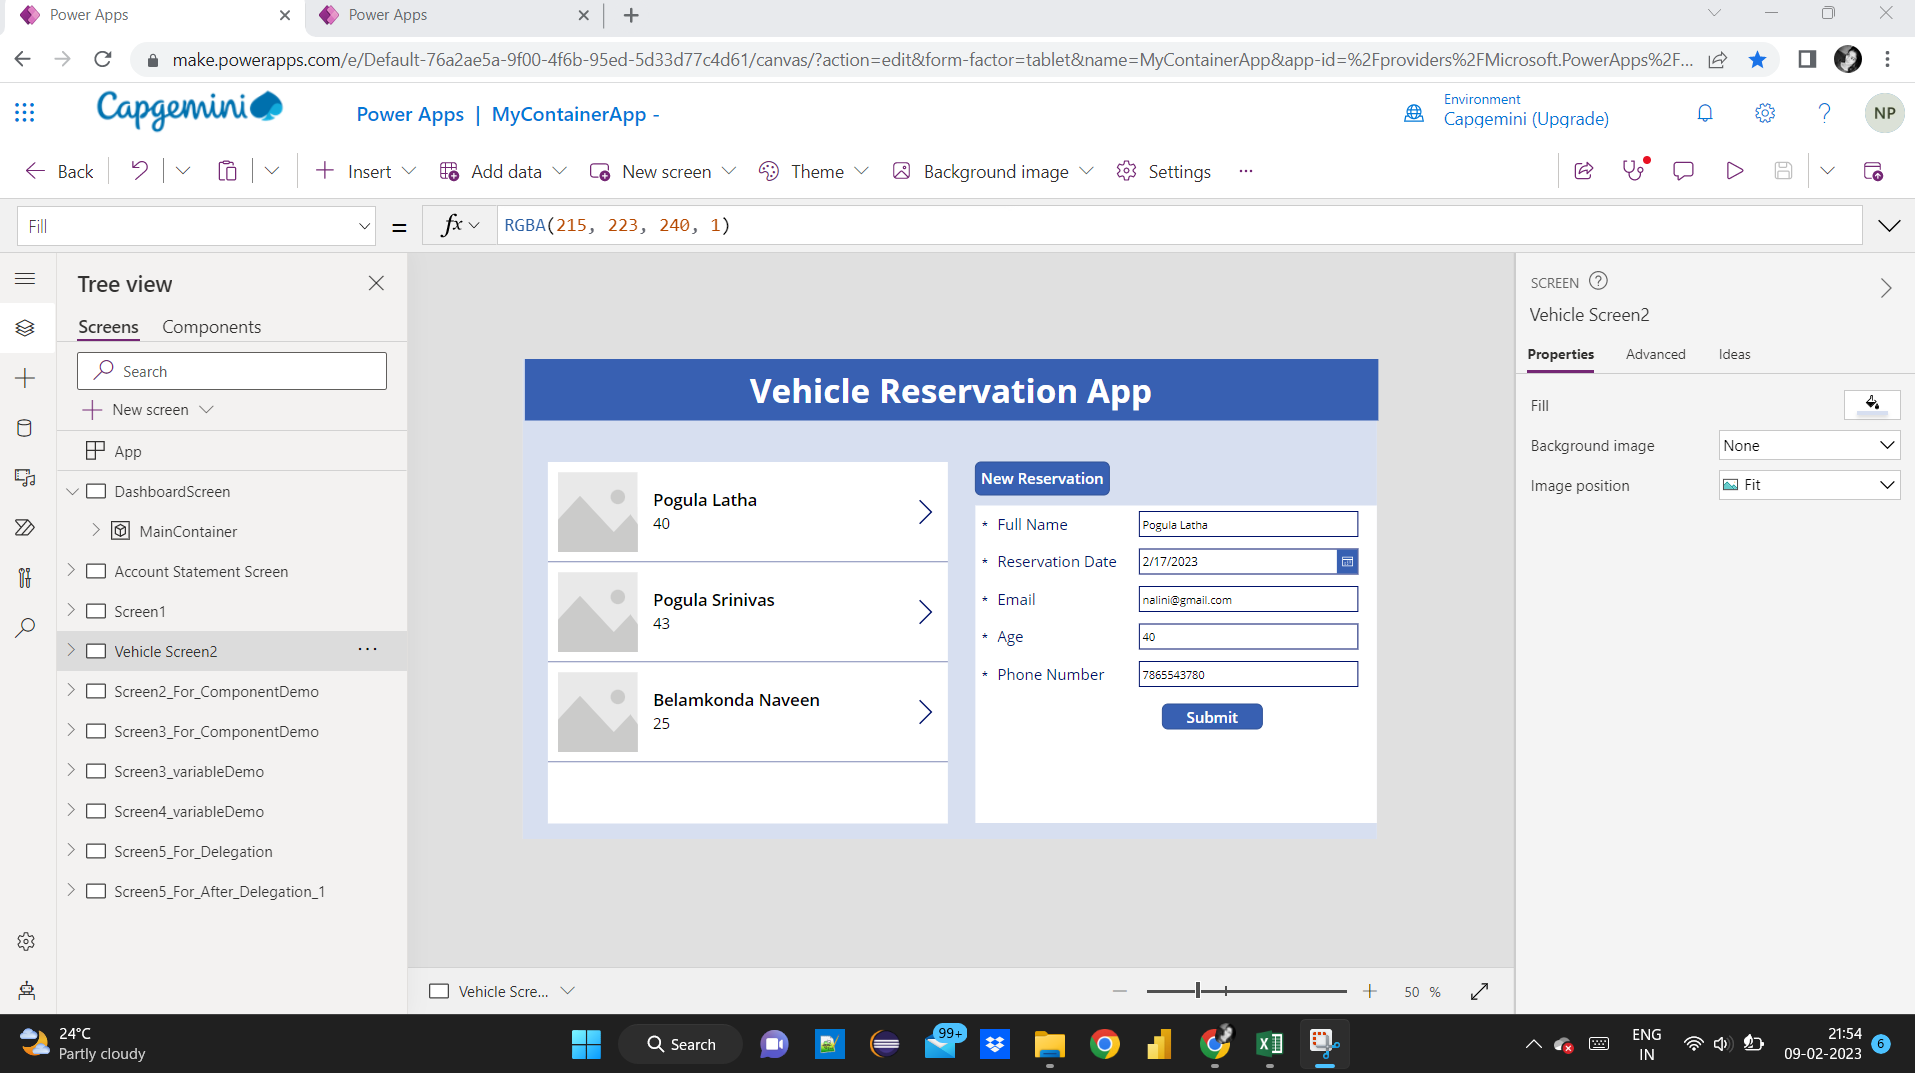 Power Apps
Power Apps
make.powerapps.com/e/Default-76a2ae5a-9f00-4f6b-95ed-5d33d77c4d61/canvas/?action=edit&form-factor=tablet&name=MyContainerApp&app-id=%2Fproviders%2FMicrosoft.PowerApps%2F...
Capgemini
Power Apps | MyContainerApp -
Environment
Capgemini (Upgrade)
NP
Back
Insert
Add data
New screen
Theme
Background image
Settings
...
Fill
=
fx
RGBA(215, 223, 240, 1)
Tree view
Screens
Components
Search
New screen
App
DashboardScreen
MainContainer
Account Statement Screen
Screen1
Vehicle Screen2
...
Screen2_For_ComponentDemo
Screen3_For_ComponentDemo
Screen3_variableDemo
Screen4_variableDemo
Screen5_For_Delegation
Screen5_For_After_Delegation_1
Vehicle Reservation App
Pogula Latha
40
Pogula Srinivas
43
Belamkonda Naveen
25
New Reservation
* Full Name
Pogula Latha
* Reservation Date
2/17/2023
* Email
nalini@gmail.com
* Age
40
* Phone Number
7865543780
Submit
SCREEN
Vehicle Screen2
Properties
Advanced
Ideas
Fill
Background image
None
Image position
Fit
Vehicle Scre...
50 %
24°C
Partly cloudy
Search
99+
ENG
IN
21:54
09-02-2023
6